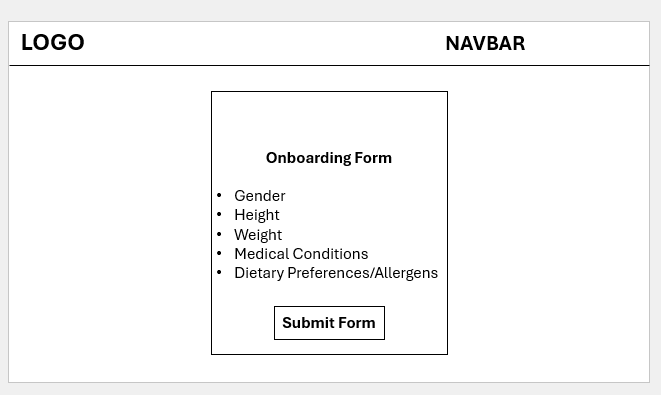 LOGO
NAVBAR
Onboarding Form
• Gender
• Height
• Weight
• Medical Conditions
• Dietary Preferences/Allergens
Submit Form